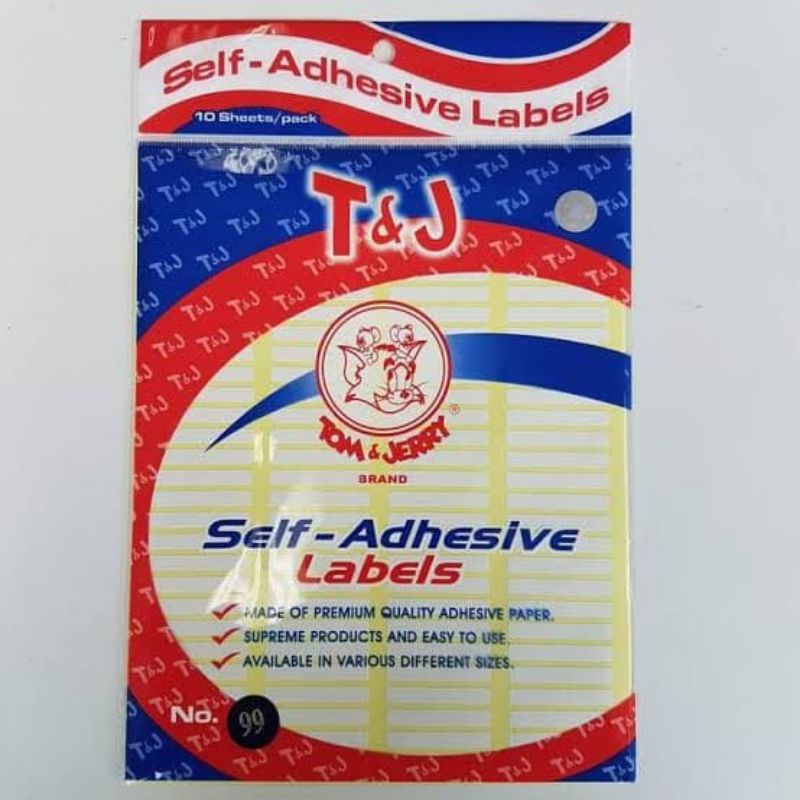 Self-Adhesive Labels
10 Sheets/pack
T&J
TOM & JERRY®
BRAND
Self-Adhesive
Labels
MADE OF PREMIUM QUALITY ADHESIVE PAPER.
SUPREME PRODUCTS AND EASY TO USE.
AVAILABLE IN VARIOUS DIFFERENT SIZES.
No. 99